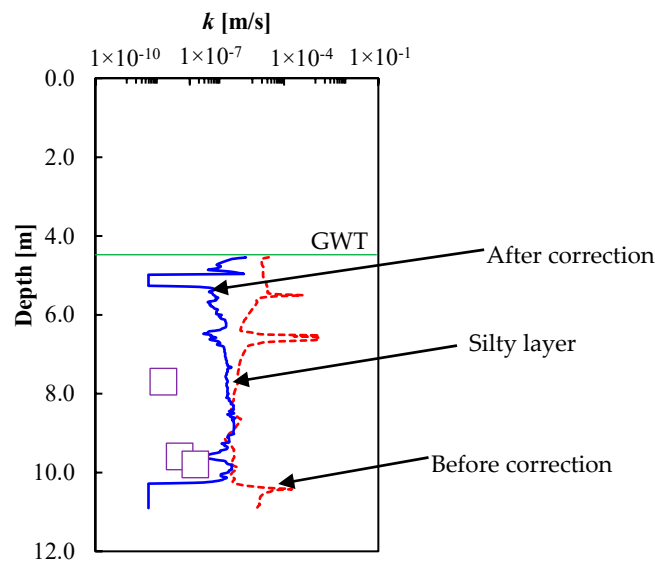 k [m/s]
1×10⁻¹⁰ 1×10⁻⁷ 1×10⁻⁴ 1×10⁻¹
0.0
2.0
4.0
GWT
After correction
6.0
Silty layer
8.0
Before correction
10.0
12.0
Depth [m]